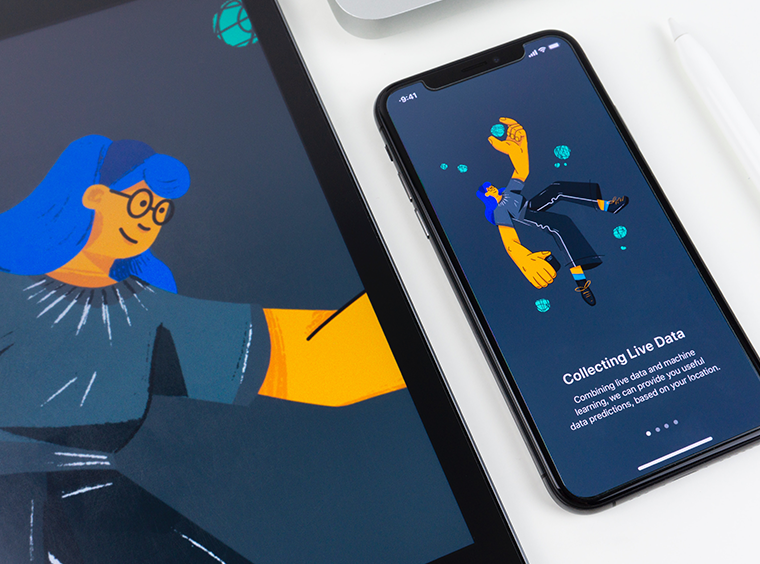 9:41
Collecting Live Data
Combining live data and machine
learning, we can provide you useful
data predictions, based on your location.